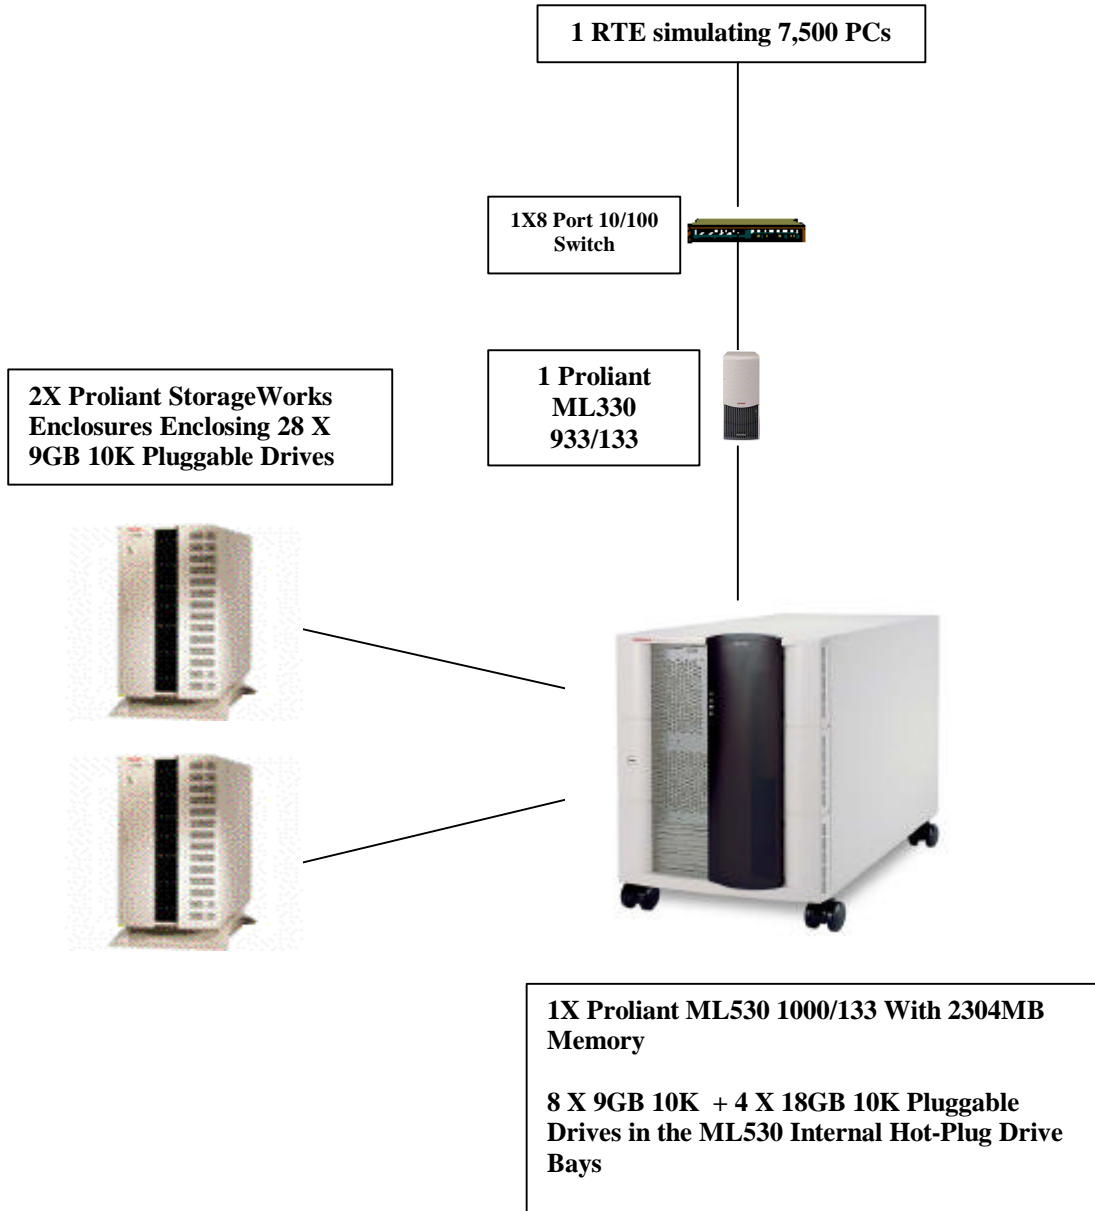 1 RTE simulating 7,500 PCs
1X8 Port 10/100
Switch
1 Proliant
ML330
933/133
2X Proliant StorageWorks
Enclosures Enclosing 28 X
9GB 10K Pluggable Drives
1X Proliant ML530 1000/133 With 2304MB
Memory
8 X 9GB 10K + 4 X 18GB 10K Pluggable
Drives in the ML530 Internal Hot-Plug Drive
Bays